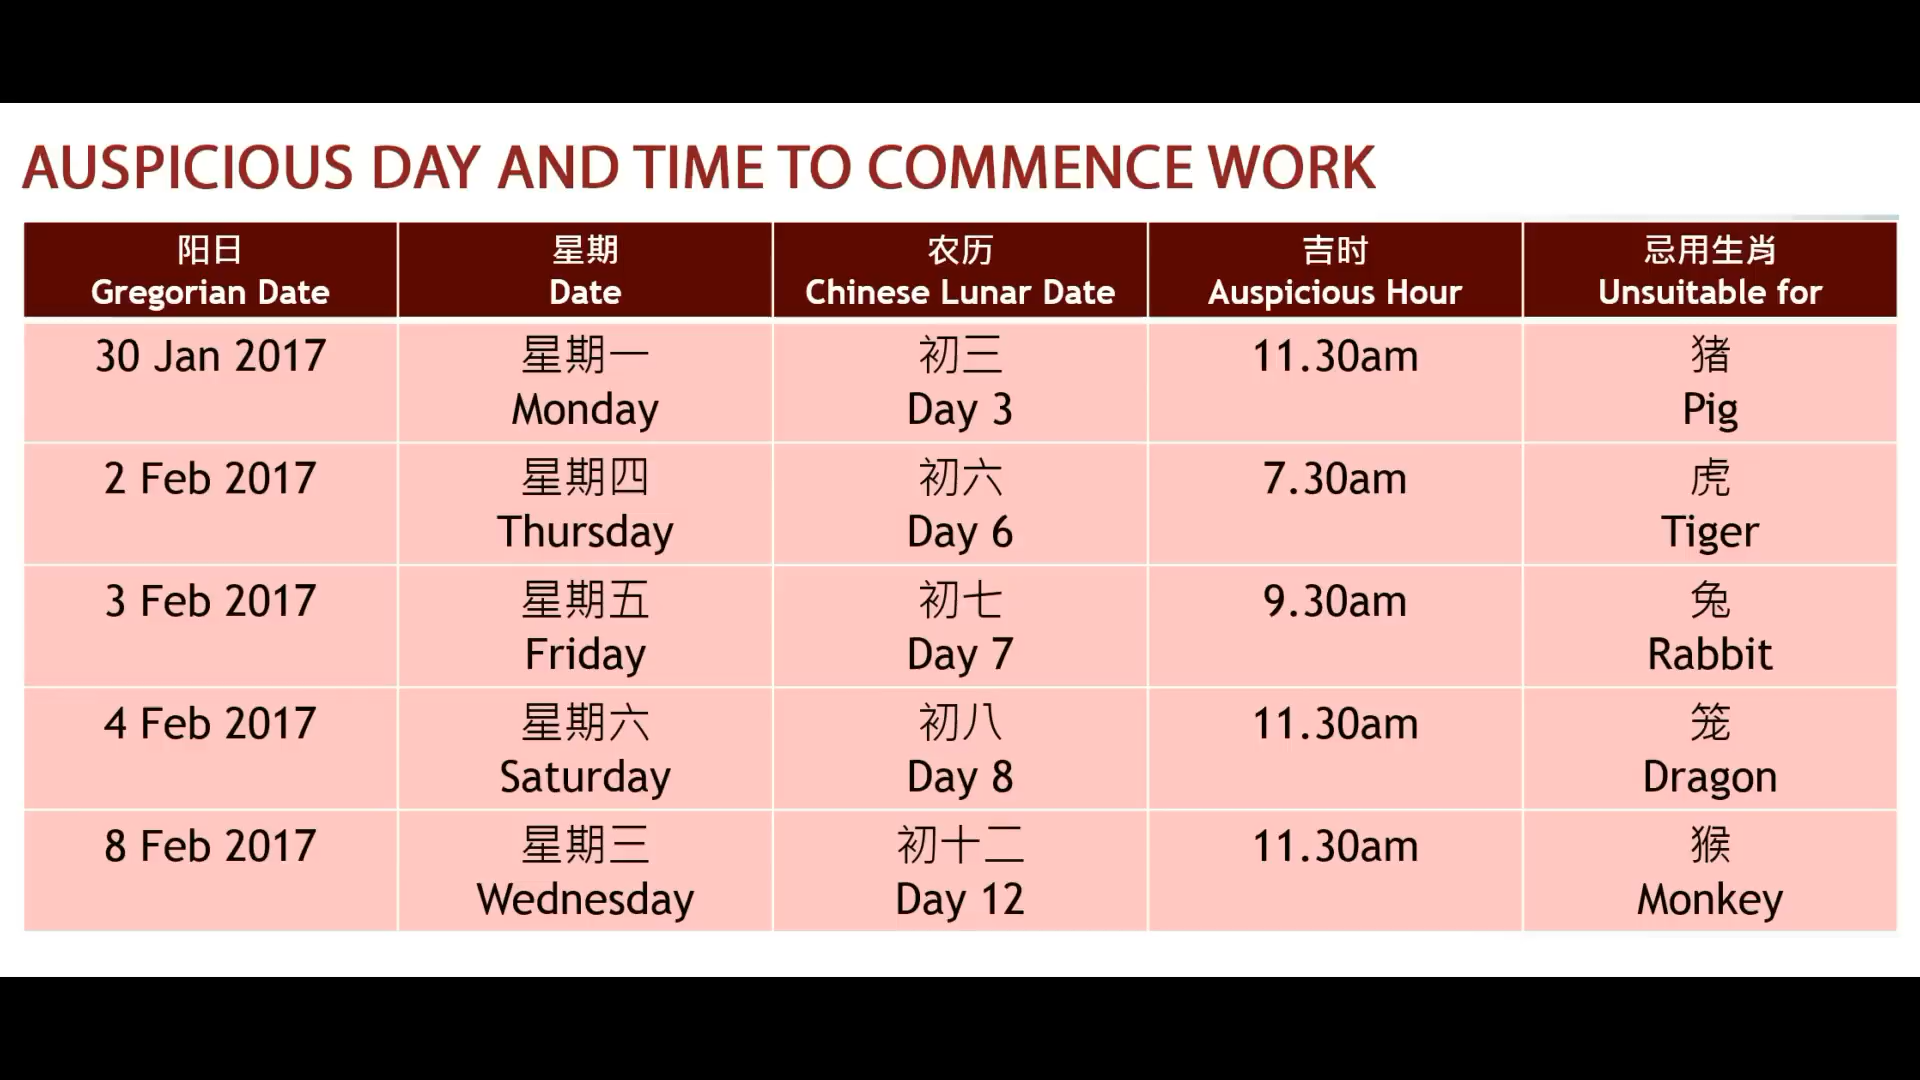 AUSPICIOUS DAY AND TIME TO COMMENCE WORK
阳日 星期 农历 吉时 忌用生肖
Gregorian Date Date Chinese Lunar Date Auspicious Hour Unsuitable for
30 Jan 2017 星期一 初三 11.30am 猪
Monday Day 3 Pig
2 Feb 2017 星期四 初六 7.30am 虎
Thursday Day 6 Tiger
3 Feb 2017 星期五 初七 9.30am 兔
Friday Day 7 Rabbit
4 Feb 2017 星期六 初八 11.30am 笼
Saturday Day 8 Dragon
8 Feb 2017 星期三 初十二 11.30am 猴
Wednesday Day 12 Monkey